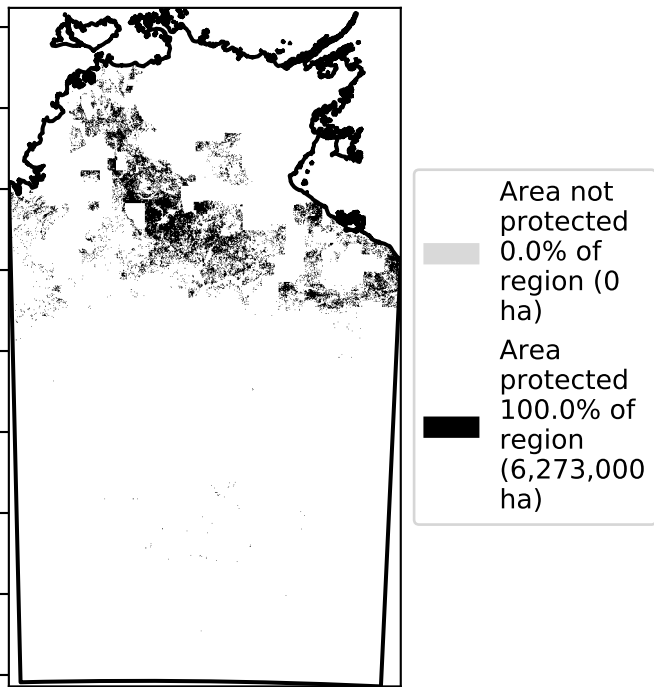 Area not
protected
0.0% of
region (0
ha)
Area
protected
100.0% of
region
(6,273,000
ha)